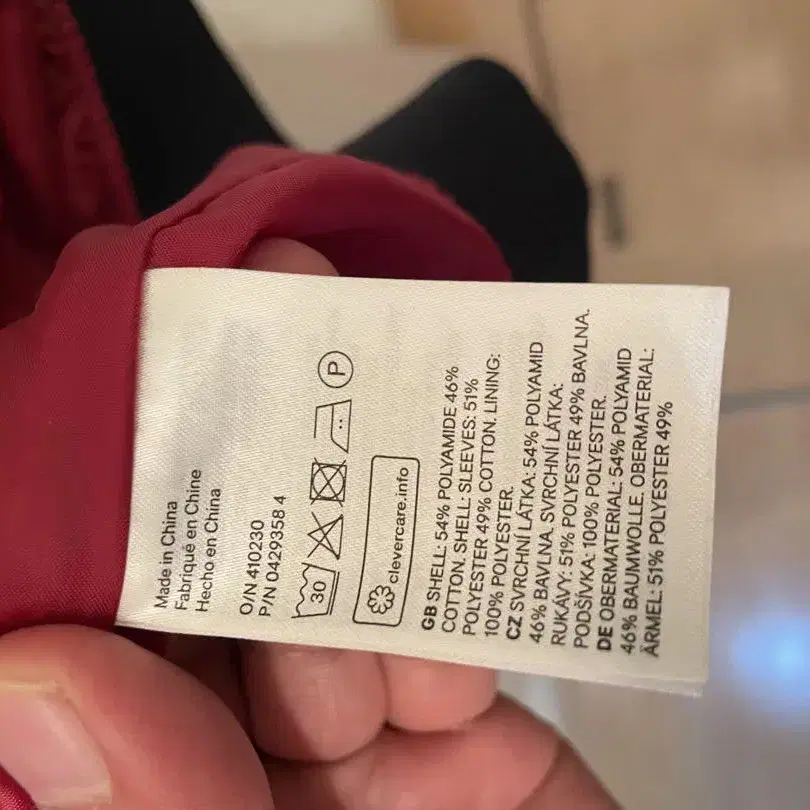 Made in China
Fabriqué en Chine
Hecho en China
O/N 410230
P/N 0429358 4
30
P
clevercare.info
GB SHELL: 54% POLYAMIDE 46%
COTTON. SHELL: SLEEVES: 51%
POLYESTER 49% COTTON. LINING:
100% POLYESTER.
CZ SVRCHNÍ LÁTKA: 54% POLYAMID
46% BAVLNA. SVRCHNÍ LÁTKA:
RUKÁVY: 51% POLYESTER 49% BAVLNA.
PODŠÍVKA: 100% POLYESTER.
DE OBERMATERIAL: 54% POLYAMID
46% BAUMWOLLE. OBERMATERIAL:
ÄRMEL: 51% POLYESTER 49%